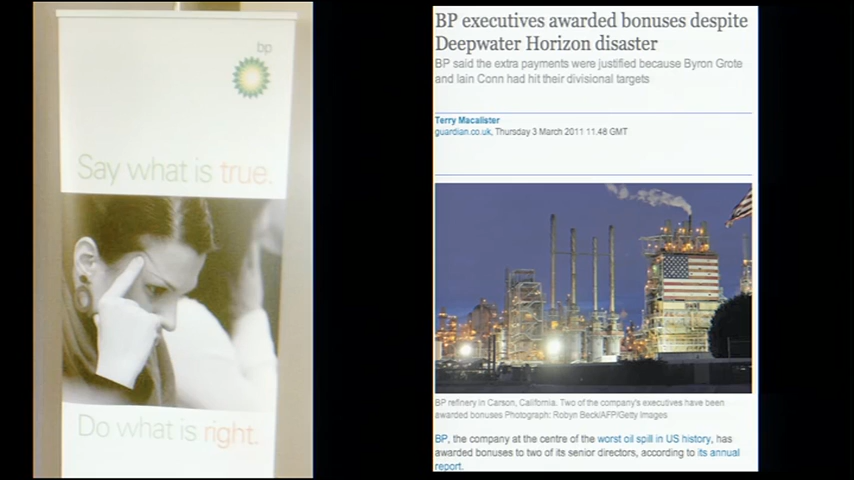 bp
Say what is true.
Do what is right.
BP executives awarded bonuses despite
Deepwater Horizon disaster
BP said the extra payments were justified because Byron Grote
and Iain Conn had hit their divisional targets
Terry Macalister
guardian.co.uk, Thursday 3 March 2011 11.48 GMT
BP refinery in Carson, California. Two of the company's executives have been
awarded bonuses Photograph: Robyn Beck/AFP/Getty Images
BP, the company at the centre of the worst oil spill in US history, has
awarded bonuses to two of its senior directors, according to its annual
report.